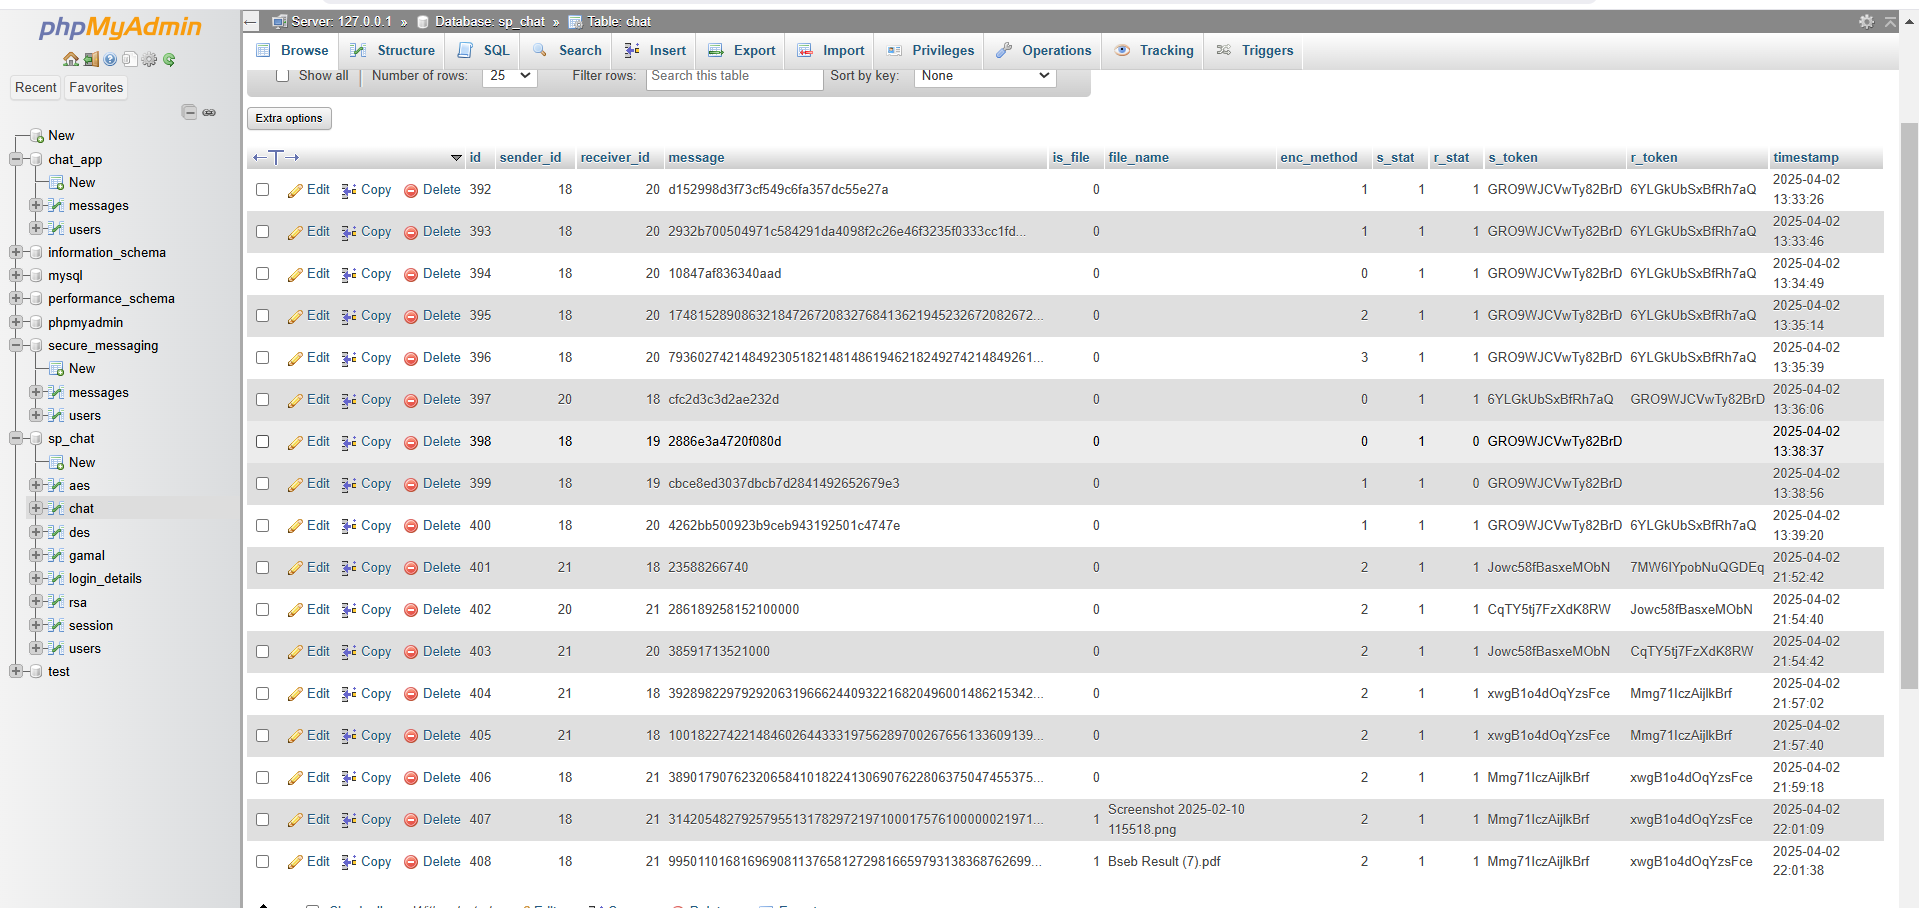 phpMyAdmin
Recent Favorites
New
chat_app
New
messages
users
information_schema
mysql
performance_schema
phpmyadmin
secure_messaging
New
messages
users
sp_chat
New
aes
chat
des
gamal
login_details
rsa
session
users
test
Server: 127.0.0.1 » Database: sp_chat » Table: chat
Browse Structure SQL Search Insert Export Import Privileges Operations Tracking Triggers
Show all Number of rows: 25 Filter rows: Search this table Sort by key: None
Extra options
id sender_id receiver_id message is_file file_name enc_method s_stat r_stat s_token r_token timestamp
Edit Copy Delete 392 18 20 d152998d3f73cf549c6fa357dc55e27a 0 1 1 1 GRO9WJCVwTy82BrD 6YLGkUbSxBfRh7aQ 2025-04-02 13:33:26
Edit Copy Delete 393 18 20 2932b700504971c584291da4098f2c26e46f3235f0333cc1fd... 0 1 1 1 GRO9WJCVwTy82BrD 6YLGkUbSxBfRh7aQ 2025-04-02 13:33:46
Edit Copy Delete 394 18 20 10847af836340aad 0 0 1 1 GRO9WJCVwTy82BrD 6YLGkUbSxBfRh7aQ 2025-04-02 13:34:49
Edit Copy Delete 395 18 20 17481528908632184726720832768413621945232672082672... 0 2 1 1 GRO9WJCVwTy82BrD 6YLGkUbSxBfRh7aQ 2025-04-02 13:35:14
Edit Copy Delete 396 18 20 79360274214849230518214814861946218249274214849261... 0 3 1 1 GRO9WJCVwTy82BrD 6YLGkUbSxBfRh7aQ 2025-04-02 13:35:39
Edit Copy Delete 397 20 18 cfc2d3c3d2ae232d 0 0 1 1 6YLGkUbSxBfRh7aQ GRO9WJCVwTy82BrD 2025-04-02 13:36:06
Edit Copy Delete 398 18 19 2886e3a4720f080d 0 0 1 0 GRO9WJCVwTy82BrD 2025-04-02 13:38:37
Edit Copy Delete 399 18 19 cbce8ed3037dbcb7d2841492652679e3 0 1 1 0 GRO9WJCVwTy82BrD 2025-04-02 13:38:56
Edit Copy Delete 400 18 20 4262bb500923b9ceb943192501c4747e 0 1 1 1 GRO9WJCVwTy82BrD 6YLGkUbSxBfRh7aQ 2025-04-02 13:39:20
Edit Copy Delete 401 21 18 23588266740 0 2 1 1 Jowc58fBasxeMObN 7MW6IYpobNuQGDEq 2025-04-02 21:52:42
Edit Copy Delete 402 20 21 286189258152100000 0 2 1 1 CqTY5tj7FzXdK8RW Jowc58fBasxeMObN 2025-04-02 21:54:40
Edit Copy Delete 403 21 20 38591713521000 0 2 1 1 Jowc58fBasxeMObN CqTY5tj7FzXdK8RW 2025-04-02 21:54:42
Edit Copy Delete 404 21 18 39289822979292063196662440932216820496001486215342... 0 2 1 1 xwgB1o4dOqYzsFce Mmg71IczAijlkBrf 2025-04-02 21:57:02
Edit Copy Delete 405 21 18 10018227422148460264433319756289700267656133609139... 0 2 1 1 xwgB1o4dOqYzsFce Mmg71IczAijlkBrf 2025-04-02 21:57:40
Edit Copy Delete 406 18 21 38901790762320658410182241306907622806375047455375... 0 2 1 1 Mmg71IczAijlkBrf xwgB1o4dOqYzsFce 2025-04-02 21:59:18
Edit Copy Delete 407 18 21 31420548279257955131782972197100017576100000021971... 1 Screenshot 2025-02-10 115518.png 2 1 1 Mmg71IczAijlkBrf xwgB1o4dOqYzsFce 2025-04-02 22:01:09
Edit Copy Delete 408 18 21 99501101681696908113765812729816659793138368762699... 1 Bseb Result (7).pdf 2 1 1 Mmg71IczAijlkBrf xwgB1o4dOqYzsFce 2025-04-02 22:01:38